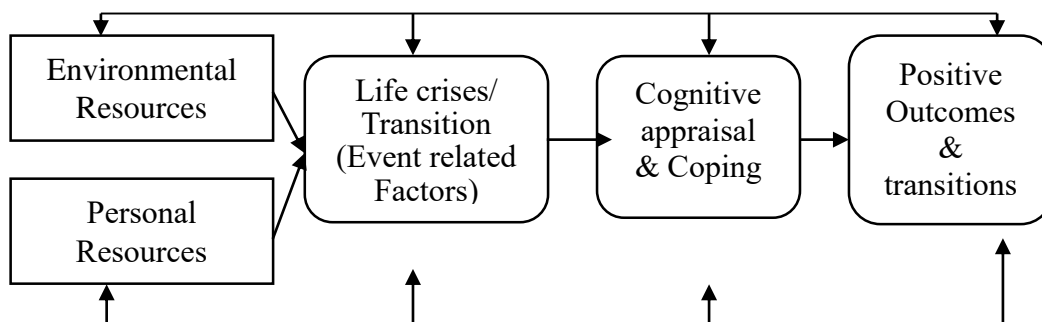 Environmental
Resources
Personal
Resources
Life crises/
Transition
(Event related
Factors)
Cognitive
appraisal
& Coping
Positive
Outcomes
&
transitions